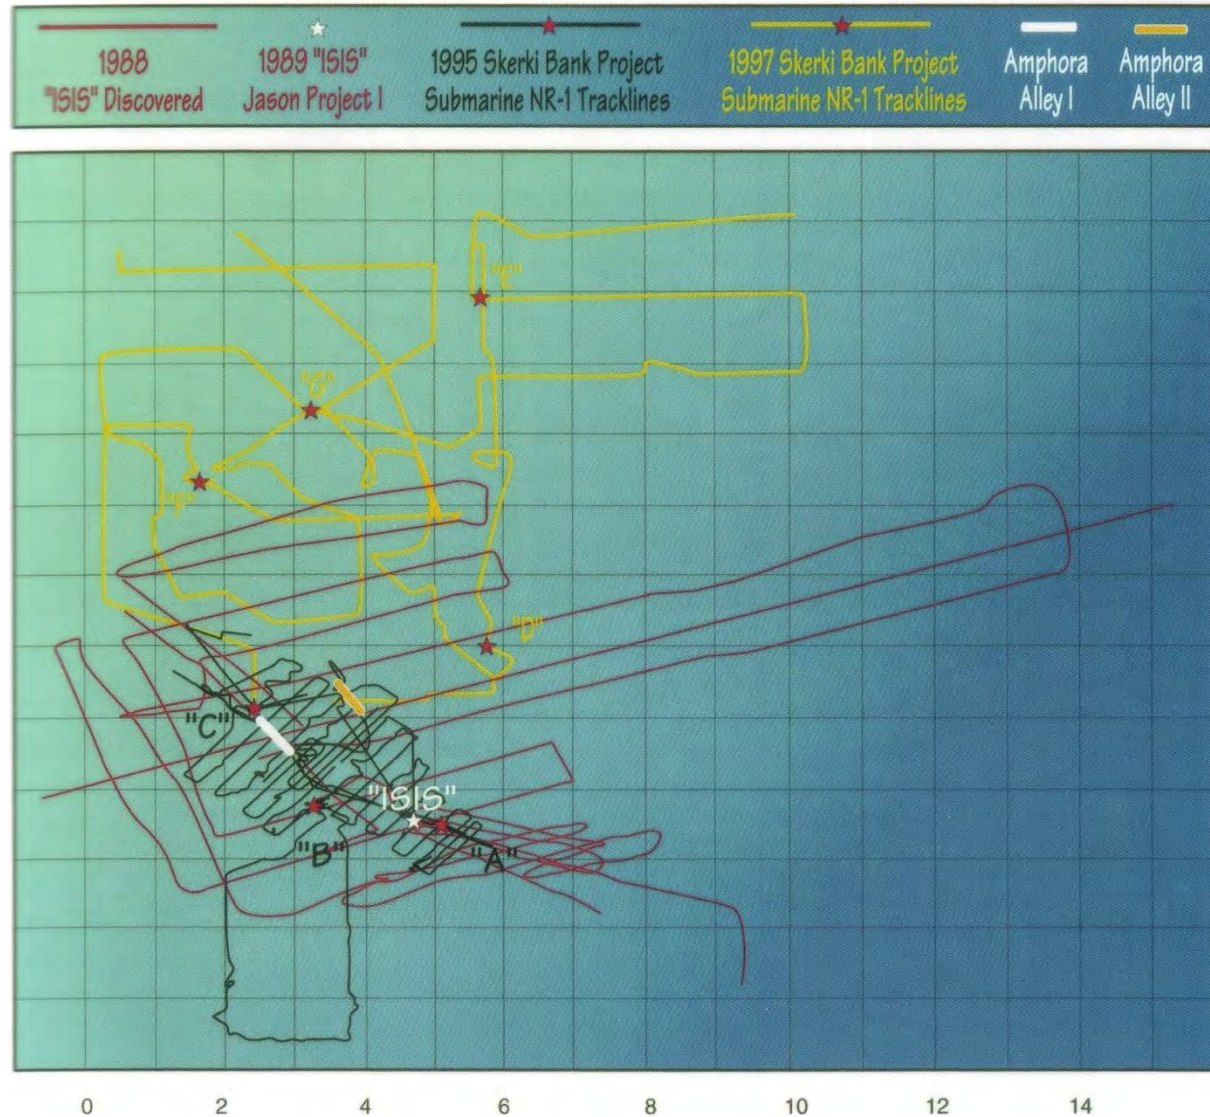 1988
"ISIS" Discovered
1989 "ISIS"
Jason Project I
1995 Skerki Bank Project
Submarine NR-1 Tracklines
1997 Skerki Bank Project
Submarine NR-1 Tracklines
Amphora
Alley I
Amphora
Alley II
"E"
"G"
"F"
"D"
"C"
"ISIS"
"B"
"A"
0 2 4 6 8 10 12 14